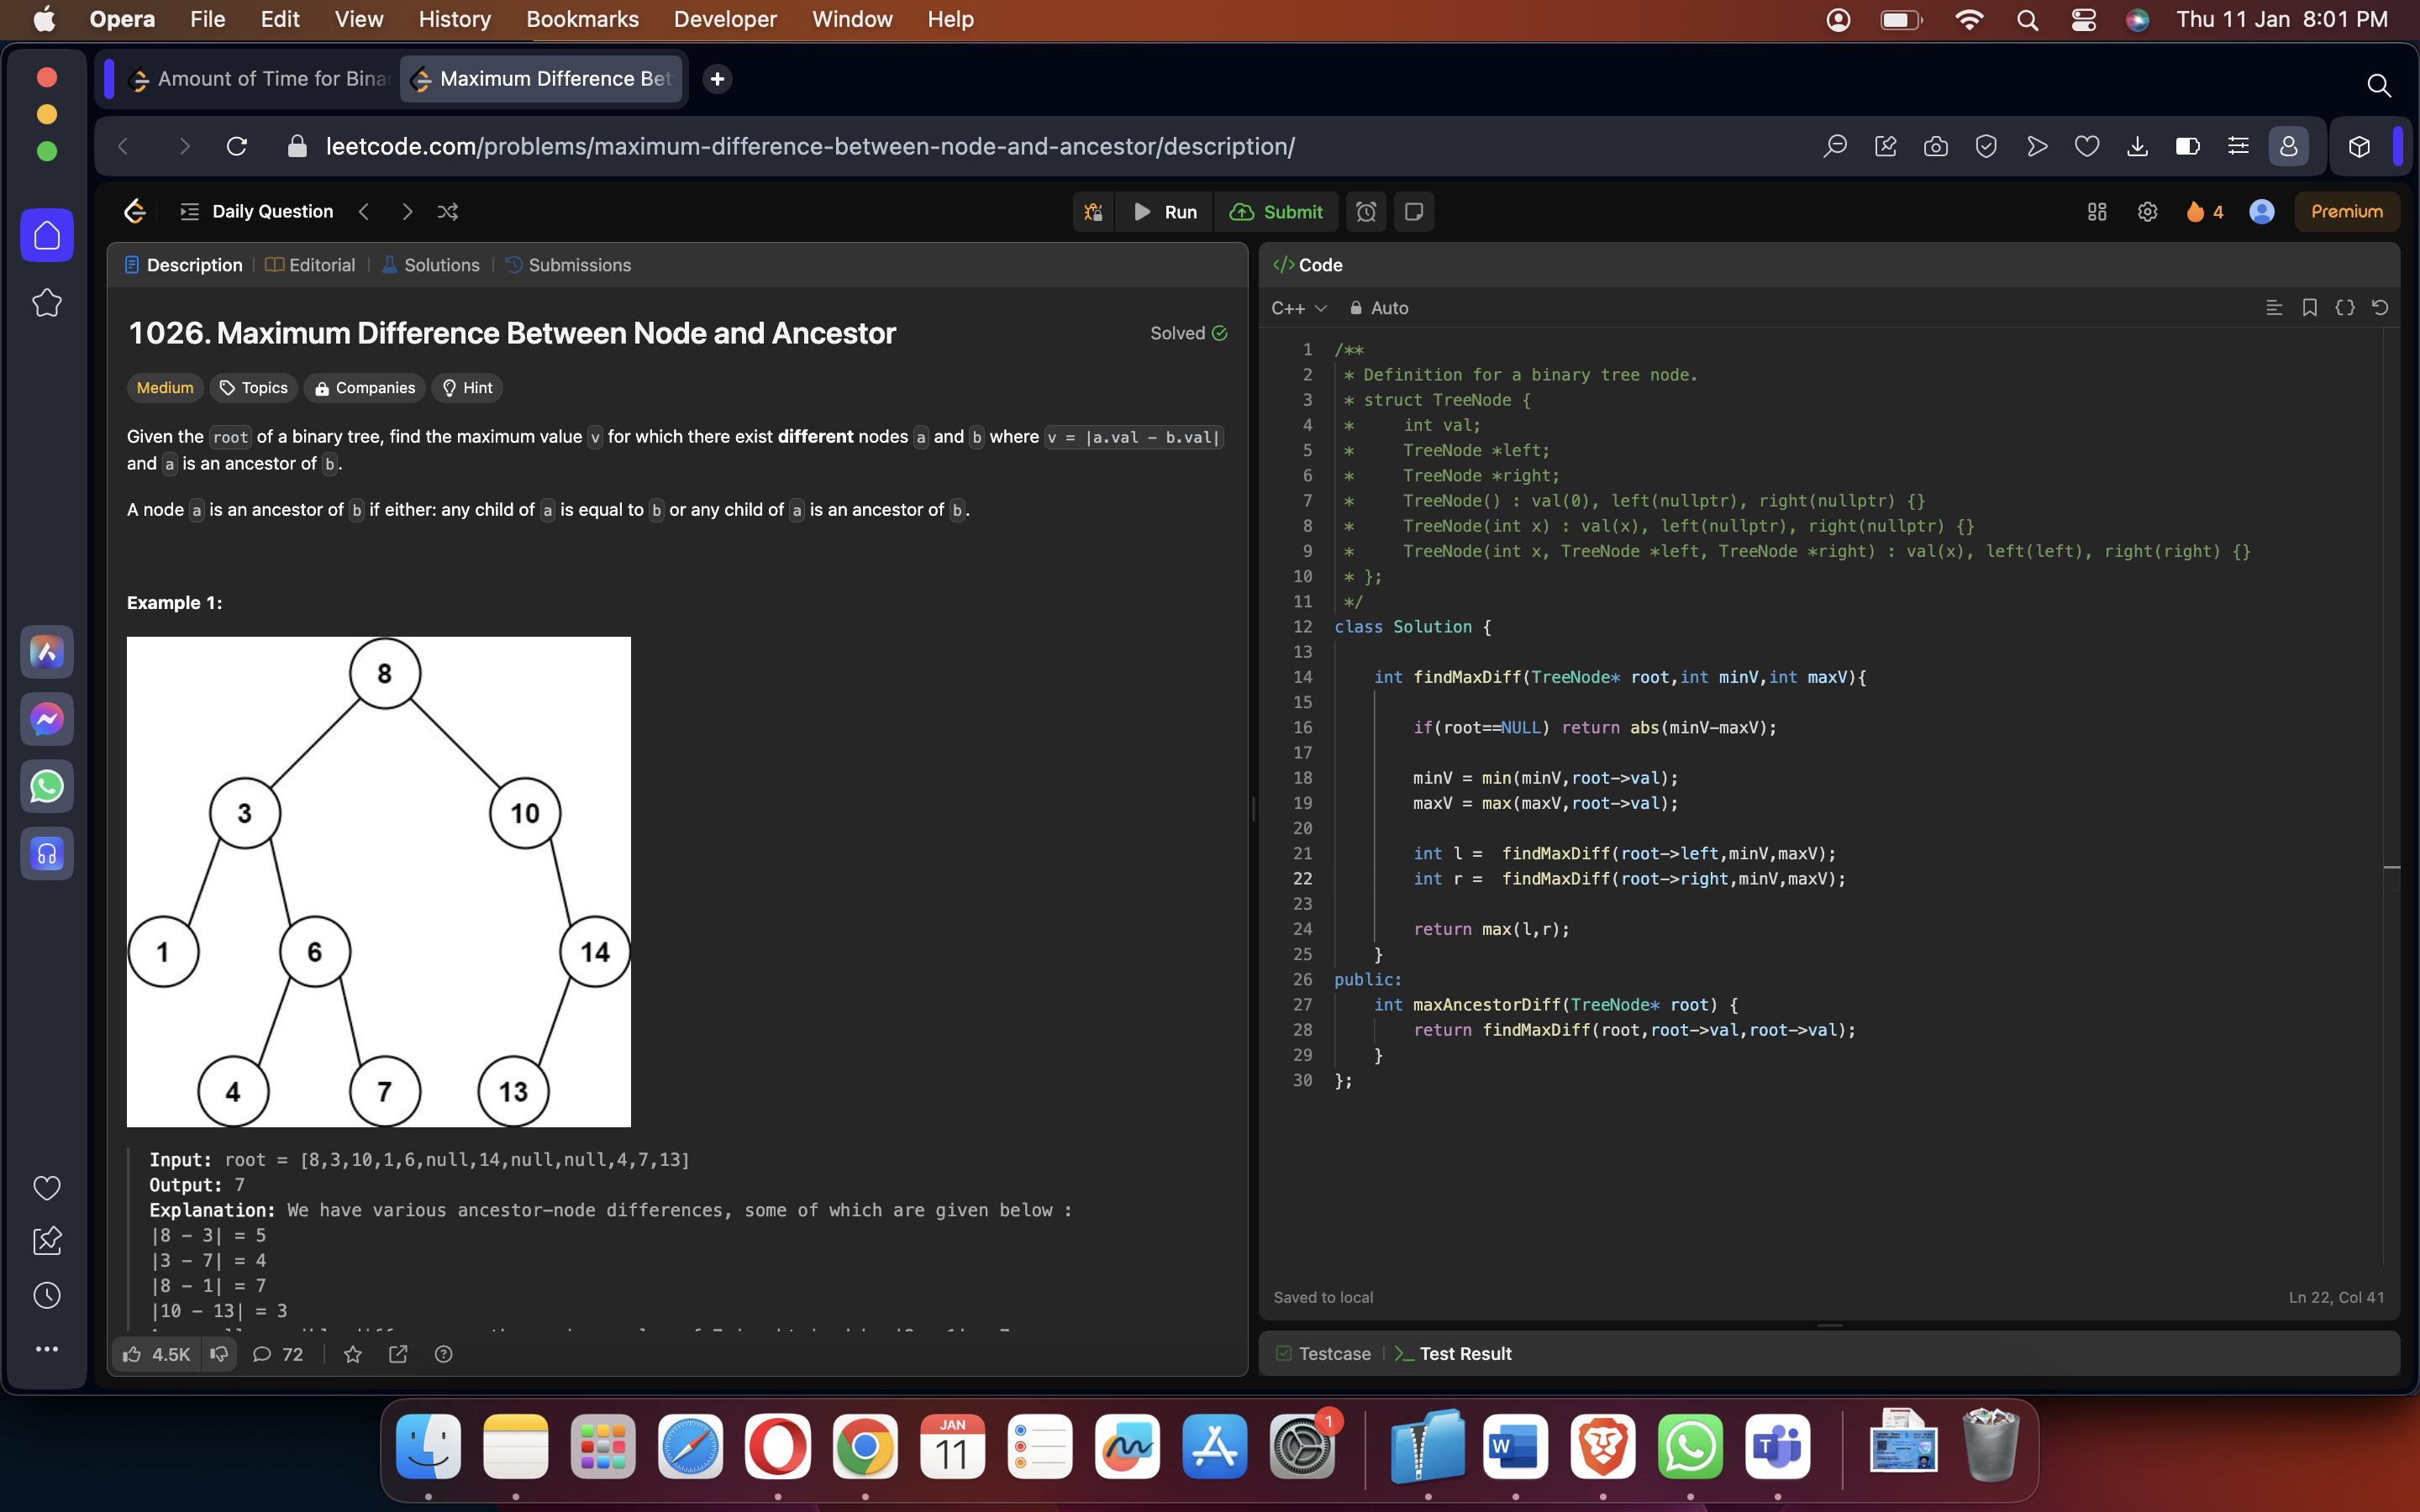 Opera File Edit View History Bookmarks Developer Window Help Thu 11 Jan 8:01 PM
Amount of Time for Bina Maximum Difference Bet
leetcode.com/problems/maximum-difference-between-node-and-ancestor/description/
Daily Question Run Submit 4 Premium
Description Editorial Solutions Submissions
1026. Maximum Difference Between Node and Ancestor
Solved
Medium Topics Companies Hint
Given the root of a binary tree, find the maximum value v for which there exist different nodes a and b where v = |a.val - b.val|
and a is an ancestor of b.
A node a is an ancestor of b if either: any child of a is equal to b or any child of a is an ancestor of b.
Example 1:
8
3 10
1 6 14
4 7 13
Input: root = [8,3,10,1,6,null,14,null,null,4,7,13]
Output: 7
Explanation: We have various ancestor-node differences, some of which are given below :
|8 - 3| = 5
|3 - 7| = 4
|8 - 1| = 7
|10 - 13| = 3
4.5K 72
</> Code
C++ Auto
1 /**
2 * Definition for a binary tree node.
3 * struct TreeNode {
4 * int val;
5 * TreeNode *left;
6 * TreeNode *right;
7 * TreeNode() : val(0), left(nullptr), right(nullptr) {}
8 * TreeNode(int x) : val(x), left(nullptr), right(nullptr) {}
9 * TreeNode(int x, TreeNode *left, TreeNode *right) : val(x), left(left), right(right) {}
10 * };
11 */
12 class Solution {
13
14 int findMaxDiff(TreeNode* root,int minV,int maxV){
15
16 if(root==NULL) return abs(minV-maxV);
17
18 minV = min(minV,root->val);
19 maxV = max(maxV,root->val);
20
21 int l = findMaxDiff(root->left,minV,maxV);
22 int r = findMaxDiff(root->right,minV,maxV);
23
24 return max(l,r);
25 }
26 public:
27 int maxAncestorDiff(TreeNode* root) {
28 return findMaxDiff(root,root->val,root->val);
29 }
30 };
Saved to local
Ln 22, Col 41
Testcase >_ Test Result
JAN
11
1
W
T